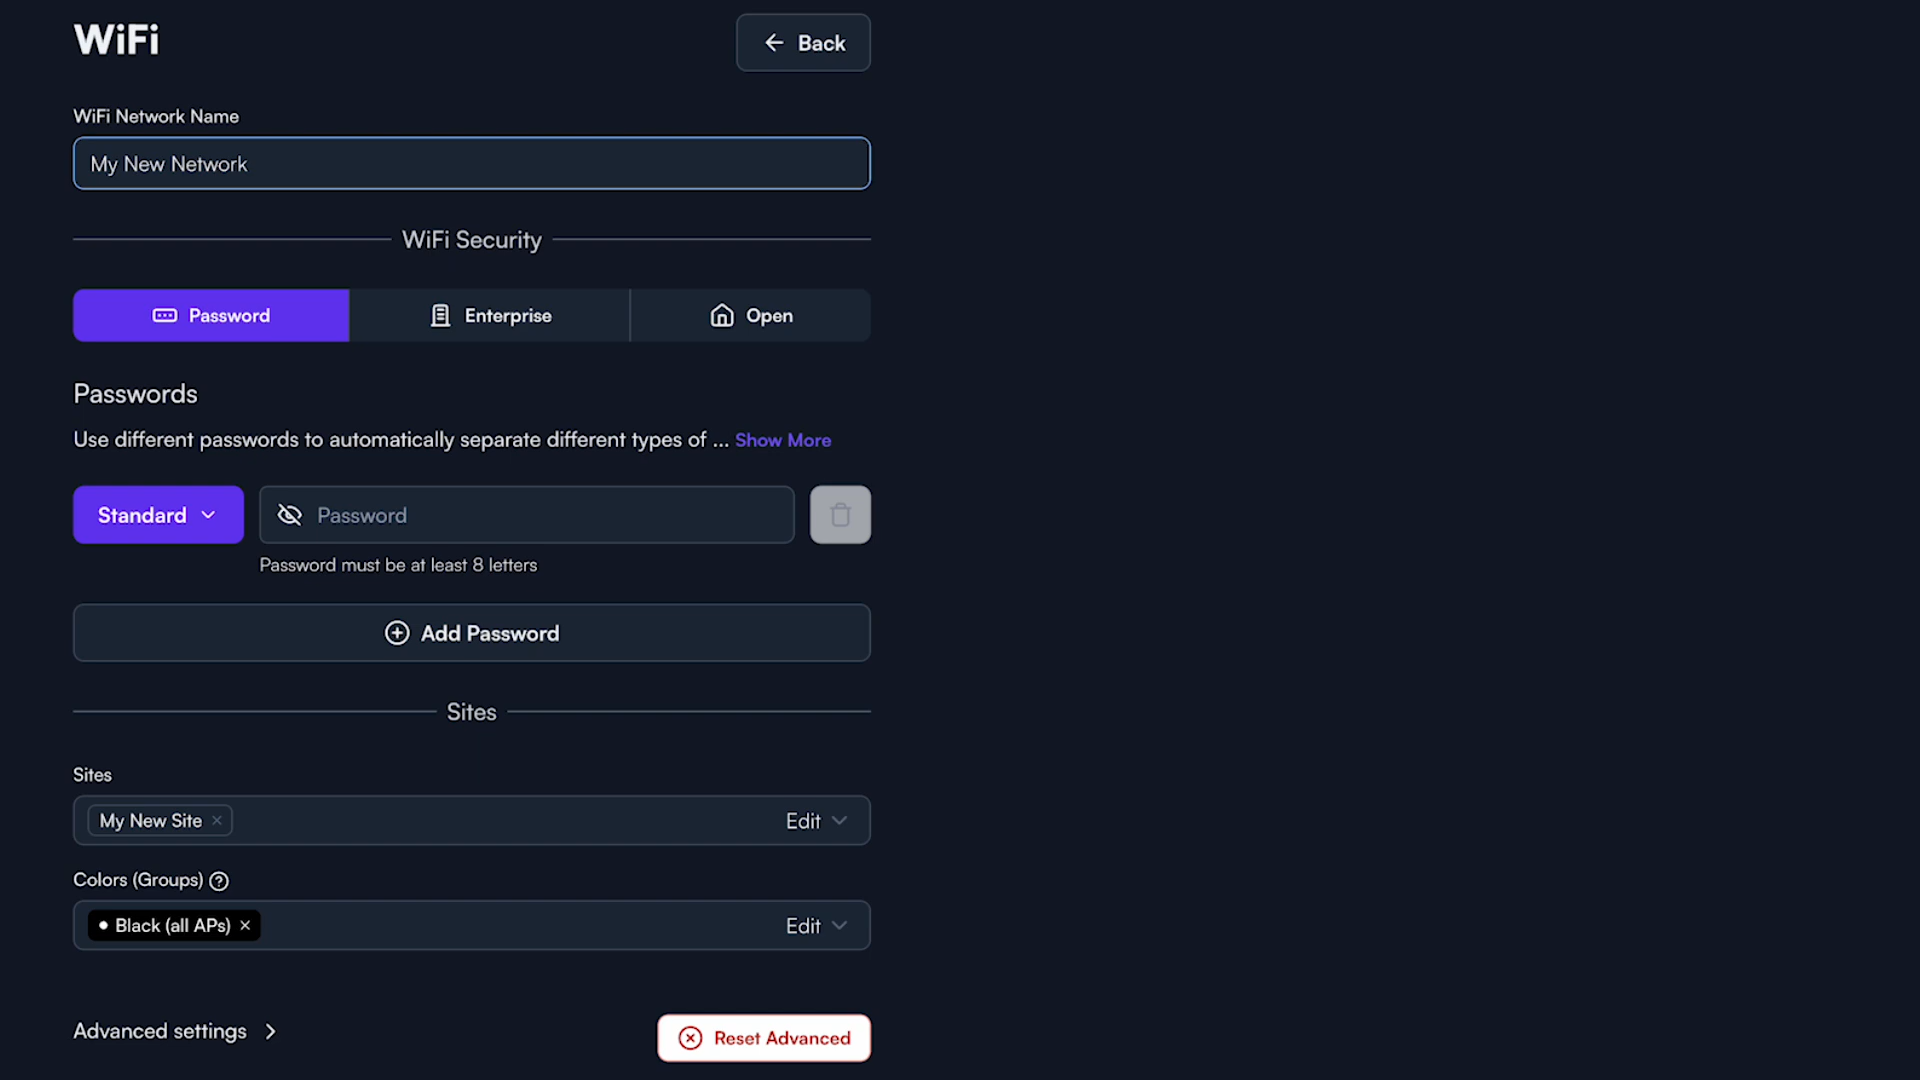 WiFi
Back
WiFi Network Name
My New Network
WiFi Security
Password
Enterprise
Open
Passwords
Use different passwords to automatically separate different types of ... Show More
Standard
Password
Password must be at least 8 letters
Add Password
Sites
Sites
My New Site
Edit
Colors (Groups)
Black (all APs)
Edit
Advanced settings
Reset Advanced